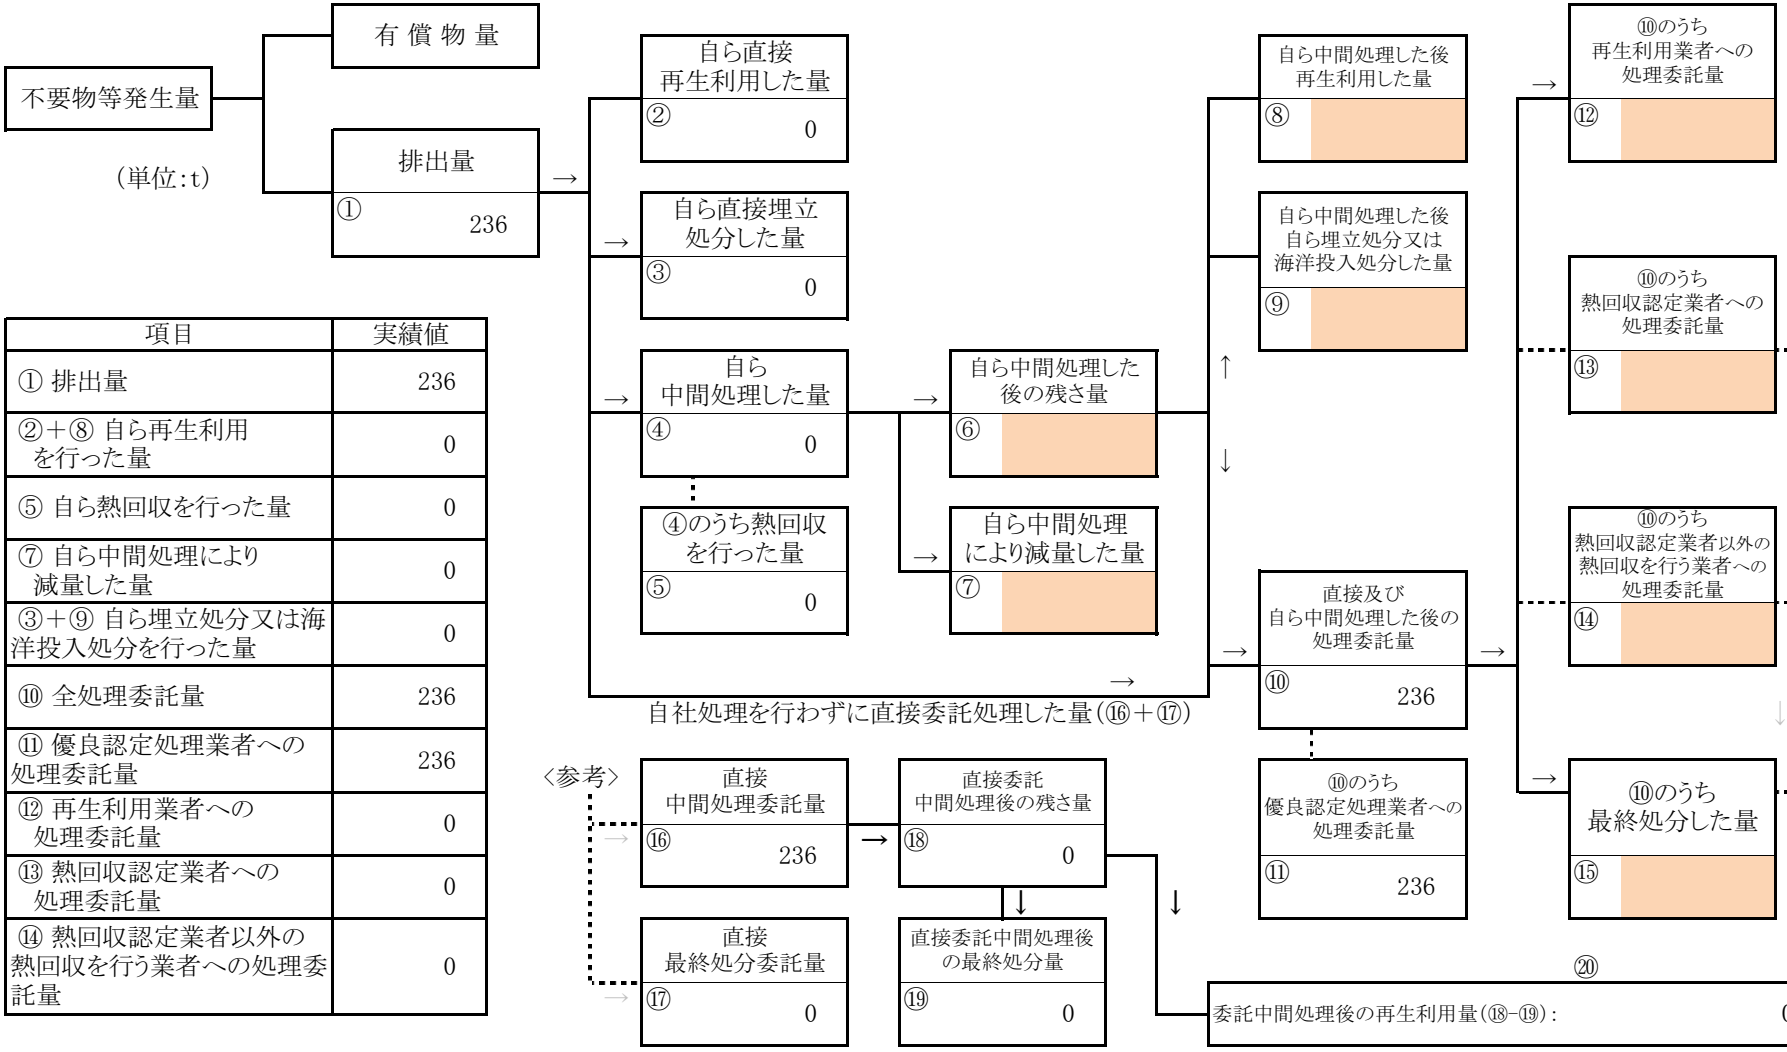 有 償 物 量
不要物等発生量
(単位:t)
排出量
①
236
→
自ら直接
再生利用した量
②
0
→
自ら直接埋立
処分した量
③
0
→
自ら
中間処理した量
④
0
④のうち熱回収
を行った量
⑤
0
→
自ら中間処理した
後の残さ量
⑥
→
自ら中間処理
により減量した量
⑦
→
自社処理を行わずに直接委託処理した量(⑯+⑰)
↑
↓
自ら中間処理した後
再生利用した量
⑧
自ら中間処理した後
自ら埋立処分又は
海洋投入処分した量
⑨
→
直接及び
自ら中間処理した後の
処理委託量
⑩
236
⑩のうち
優良認定処理業者への
処理委託量
⑪
236
→
→
⑩のうち
再生利用業者への
処理委託量
⑫
⑩のうち
熱回収認定業者への
処理委託量
⑬
⑩のうち
熱回収認定業者以外の
熱回収を行う業者への
処理委託量
⑭
↓
→
⑩のうち
最終処分した量
⑮
項目 実績値
① 排出量 236
②+⑧ 自ら再生利用
を行った量 0
⑤ 自ら熱回収を行った量 0
⑦ 自ら中間処理により
減量した量 0
③+⑨ 自ら埋立処分又は海
洋投入処分を行った量 0
⑩ 全処理委託量 236
⑪ 優良認定処理業者への
処理委託量 236
⑫ 再生利用業者への
処理委託量 0
⑬ 熱回収認定業者への
処理委託量 0
⑭ 熱回収認定業者以外の
熱回収を行う業者への処理委
託量 0
<参考>
→
直接
中間処理委託量
⑯
236
→
直接
最終処分委託量
⑰
0
→
直接委託
中間処理後の残さ量
⑱
0
↓
直接委託中間処理後
の最終処分量
⑲
0
↓
⑳
委託中間処理後の再生利用量(⑱-⑲): 0